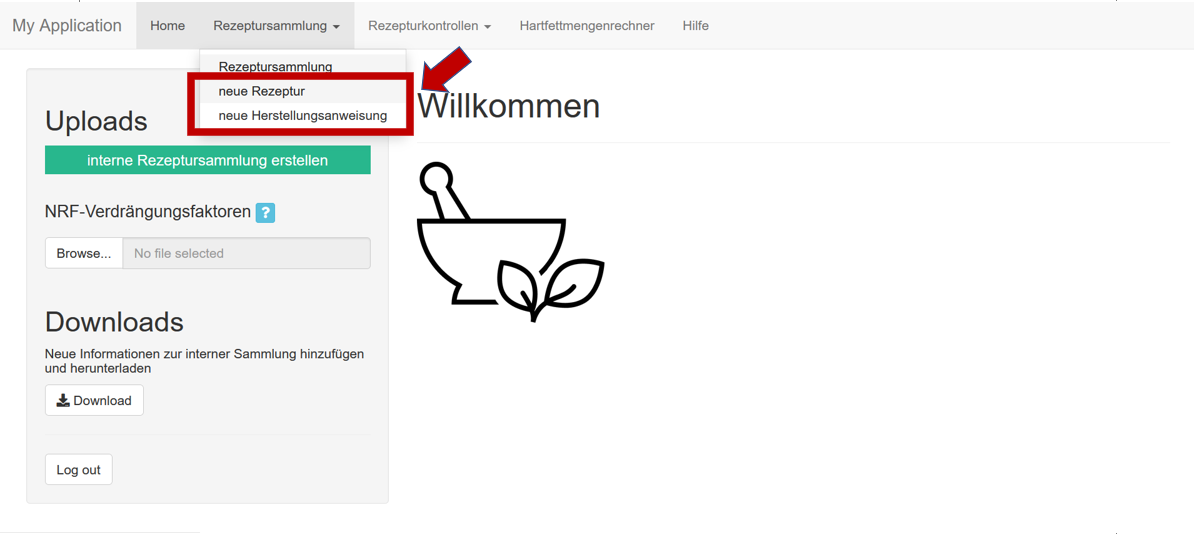 My Application
Home
Rezeptursammlung
Rezepturkontrollen
Hartfettmengenrechner
Hilfe
Rezeptursammlung
neue Rezeptur
neue Herstellungsanweisung
Willkommen
Uploads
interne Rezeptursammlung erstellen
NRF-Verdrängungsfaktoren ?
Browse... No file selected
Downloads
Neue Informationen zur interner Sammlung hinzufügen
und herunterladen
Download
Log out